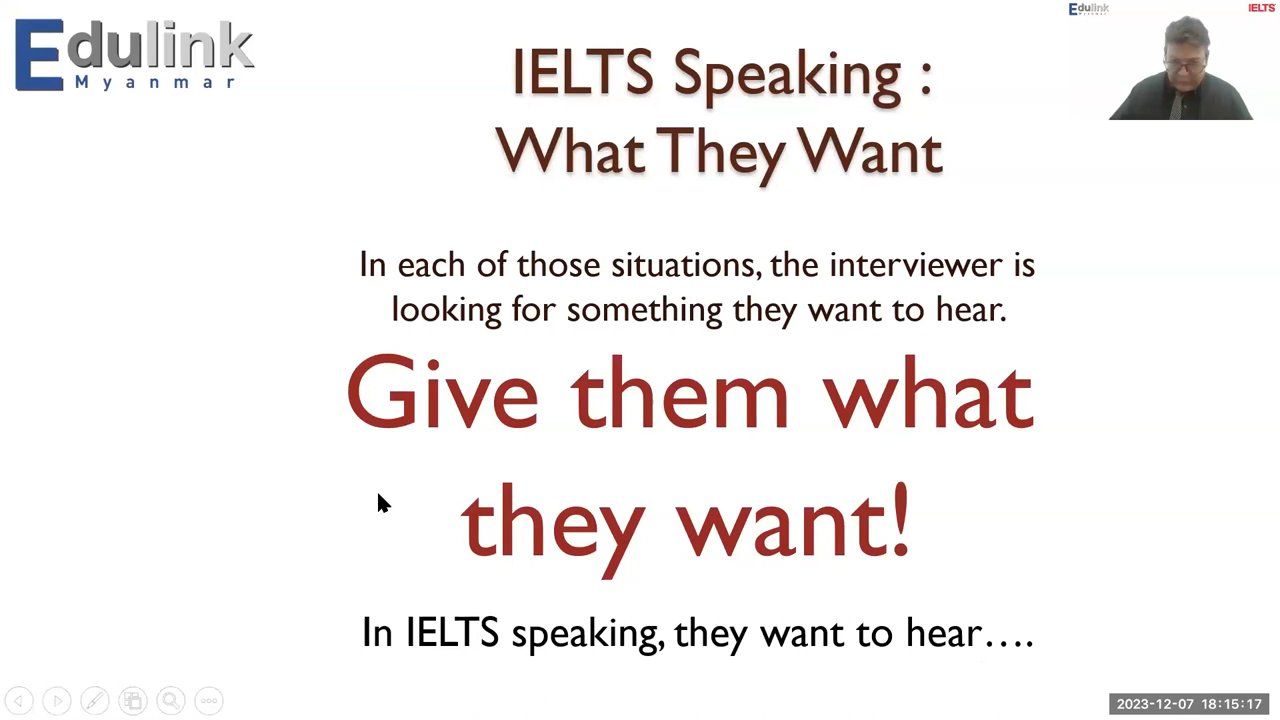 Edulink
Myanmar
IELTS Speaking :
What They Want
Edulink
Myanmar
IELTS
In each of those situations, the interviewer is
looking for something they want to hear.
Give them what
they want!
In IELTS speaking, they want to hear….
2023-12-07 18:15:17